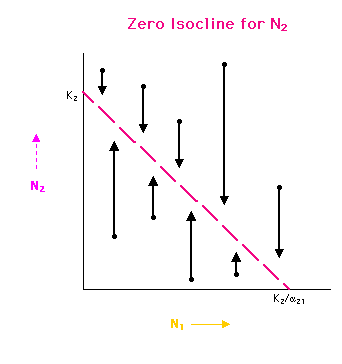 Zero Isocline for N₂
K₂
N₂
K₂/α₂₁
N₁